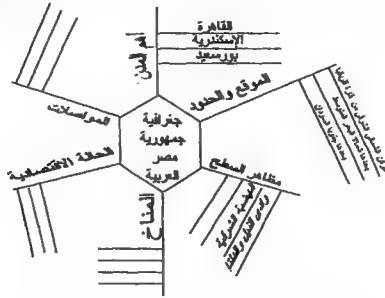 جغرافية
جمهورية
مصر
العربية
أهم المدن
القاهرة
الإسكندرية
بورسعيد
الموقع والحدود
مظاهر السطح
الهضبة الشرقية
وادى النيل والدلتا
المناخ
الحالة الاقتصادية
المواصلات